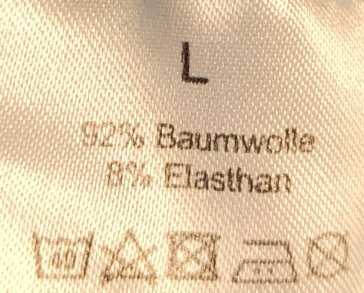 L
92% Baumwolle
8% Elasthan
40